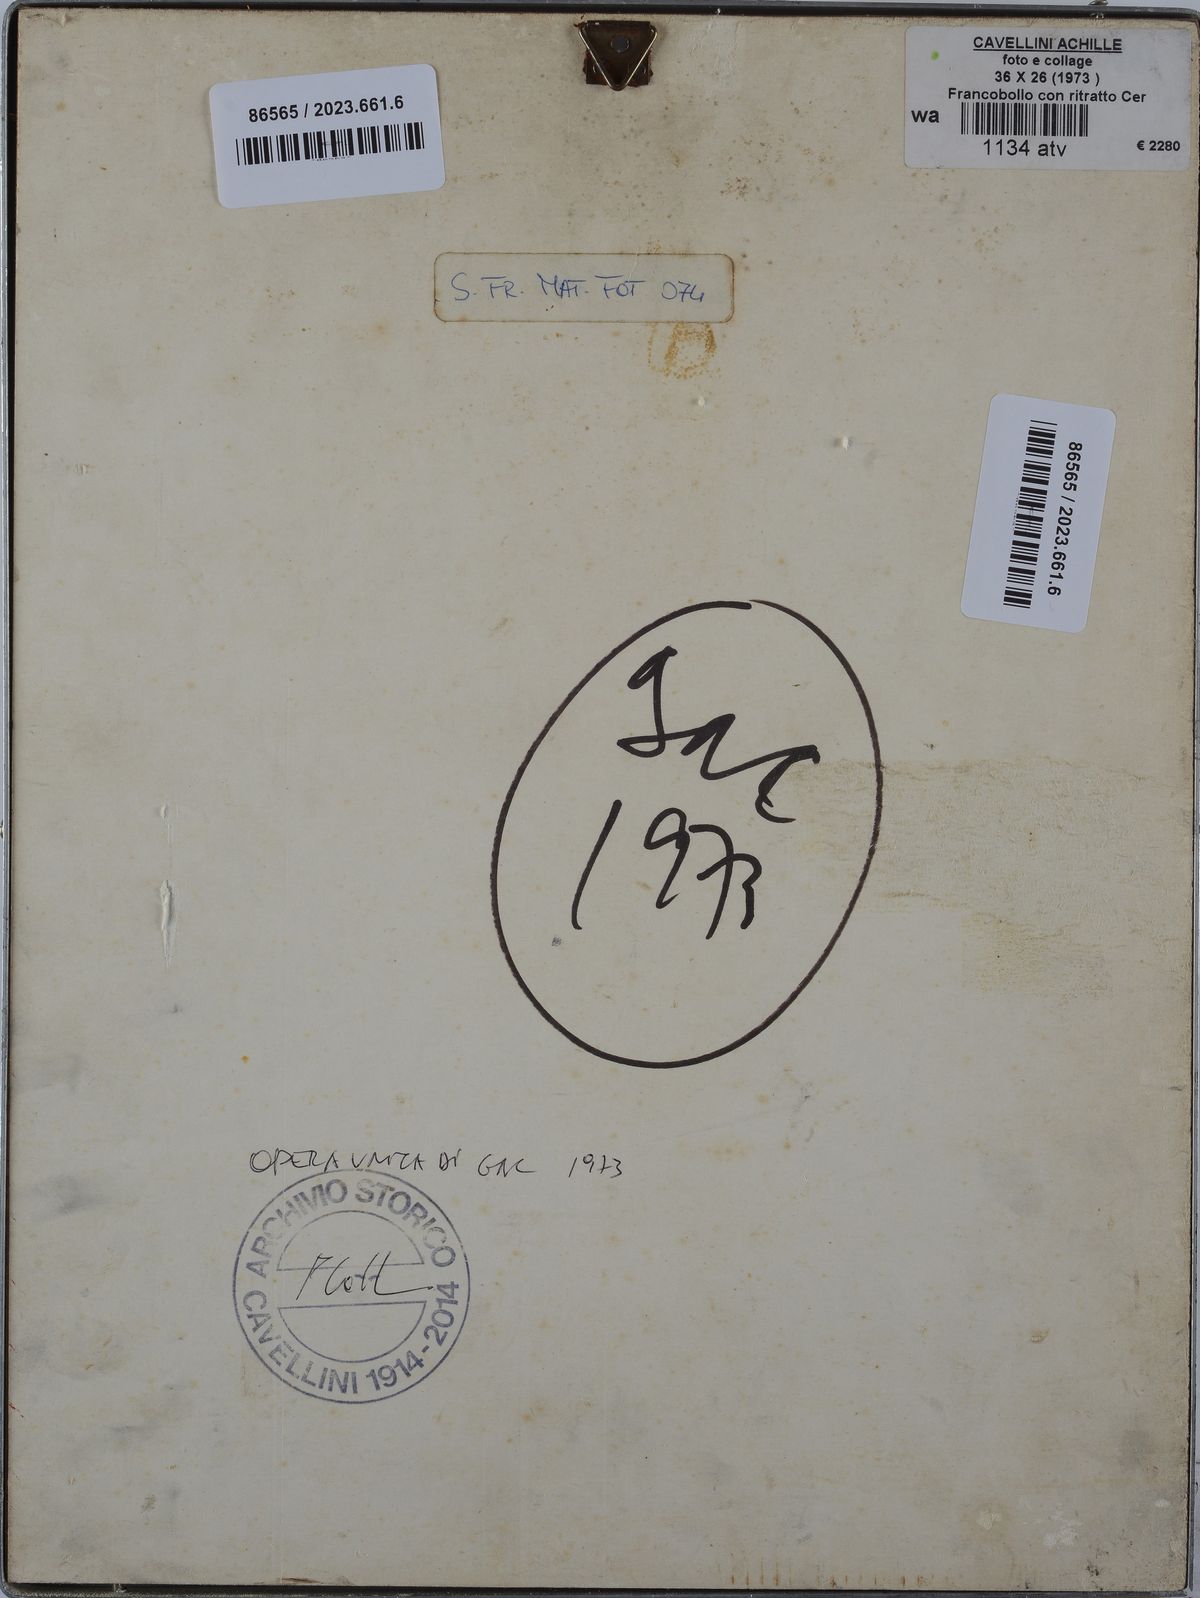 CAVELLINI ACHILLE
foto e collage
36 X 26 (1973 )
Francobollo con ritratto Cer
wa
1134 atv
€ 2280
86565 / 2023.661.6
S. FR. MAT. FOT 074
86565 / 2023.661.6
GAC
1973
OPERA UNICA DI GAC 1973
ARCHIVIO STORICO
CAVELLINI 1914-2014